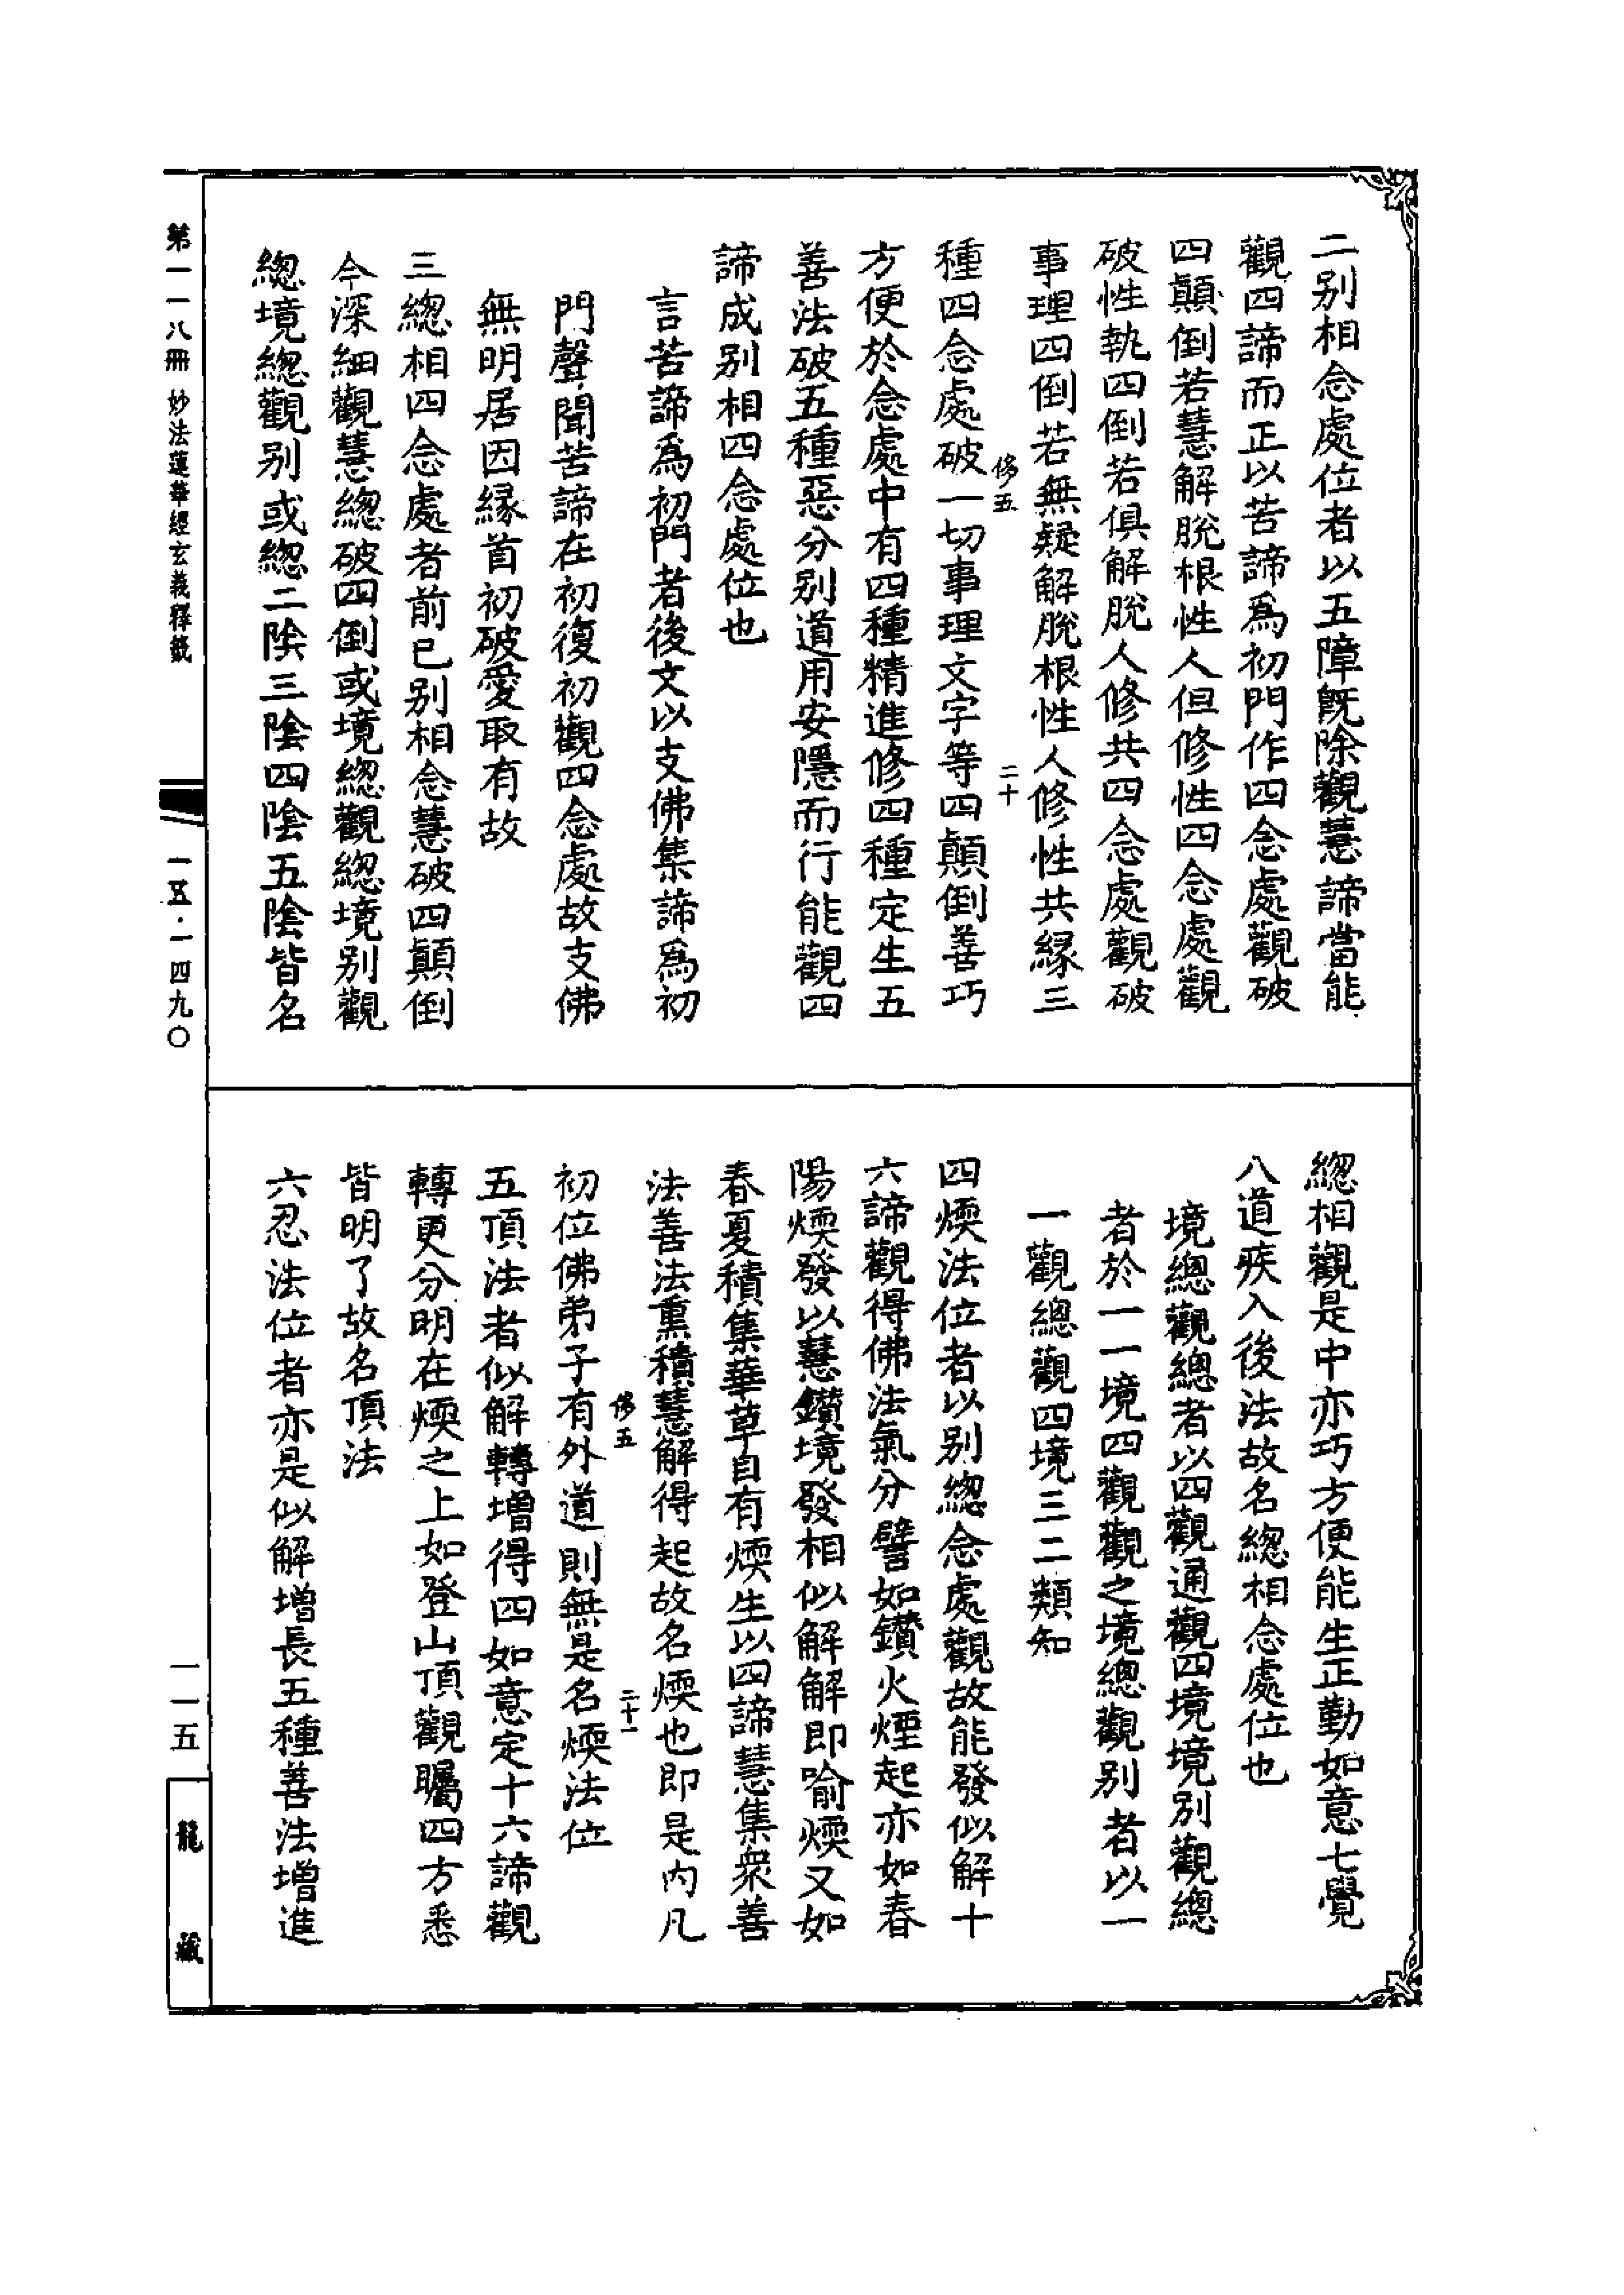 二別相念處位者以五障旣除觀慧諦當能
觀四諦而正以苦諦爲初門作四念處觀破
四顛倒若慧解脫根性人但修性四念處觀
破性執四倒若俱解脫人修共四念處觀破
事理四倒若無疑解脫根性人修性共緣三
種四念處破一切事理文字等四顛倒善巧
方便於念處中有四種精進修四種定生五
善法破五種惡分別道用安隱而行能觀四
諦成別相四念處位也
言苦諦爲初門者後文以支佛集諦爲初
門聲聞苦諦在初復初觀四念處故支佛
無明居因緣首初破愛取有故
三總相四念處者前已別相念慧破四顛倒
今深細觀慧總破四倒或境總觀總境別觀
總境總觀別或總二陰三陰四陰五陰皆名
修五
二十
總相觀是中亦巧方便能生正勤如意七覺
八道疾入後法故名總相念處位也
境總觀總者以四觀通觀四境境別觀總
者於一一境四觀觀之境總觀別者以一
一觀總觀四境三二類知
四煗法位者以別總念處觀故能發似解十
六諦觀得佛法氣分譬如鑽火煙起亦如春
陽煗發以慧鑽境發相似解解即喻煗又如
春夏積集華草自有煗生以四諦慧集衆善
法善法熏積慧解得起故名煗也即是內凡
初位佛弟子有外道則無是名煗法位
五頂法者似解轉增得四如意定十六諦觀
轉更分明在煗之上如登山頂觀矚四方悉
皆明了故名頂法
六忍法位者亦是似解增長五種善法增進
修五
二十一
第一一八冊 妙法蓮華經玄義釋籤
一五·一四九〇
一一五
龍藏